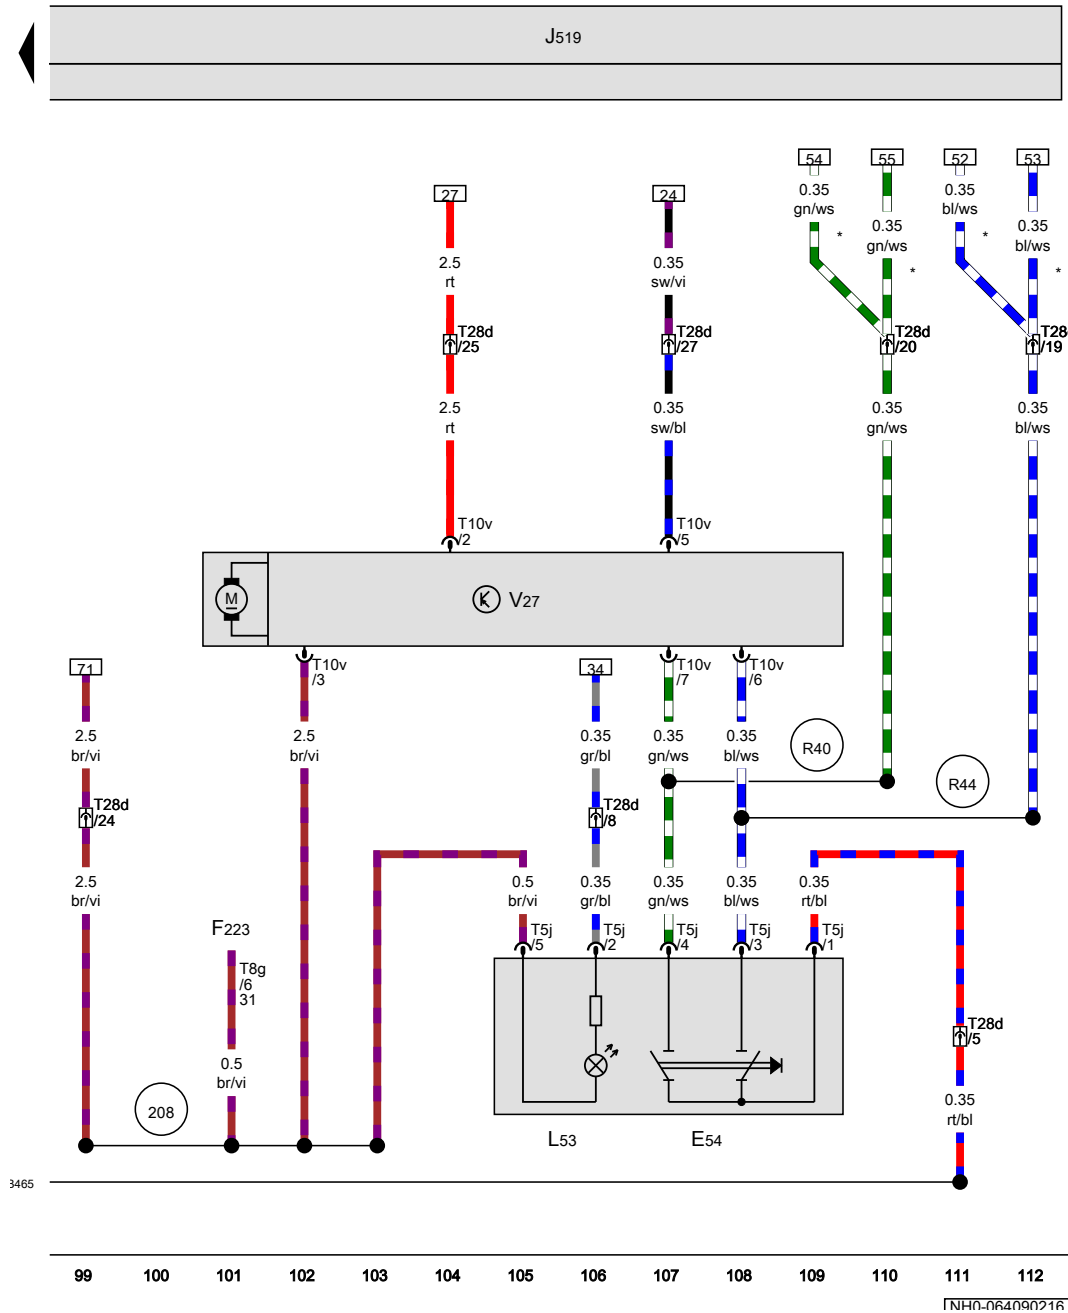 J519
54
55
52
53
27
24
0.35
gn/ws
0.35
bl/ws
0.35
gn/ws
0.35
bl/ws
*
*
*
*
2.5
rt
0.35
sw/vi
T28d
/25
T28d
/27
T28d
/20
T28
/19
2.5
rt
0.35
sw/bl
0.35
gn/ws
0.35
bl/ws
T10v
/2
T10v
/5
M
V27
71
T10v
/3
34
T10v
/7
T10v
/6
2.5
br/vi
2.5
br/vi
0.35
gr/bl
0.35
gn/ws
0.35
bl/ws
R40
R44
T28d
/24
T28d
/8
2.5
br/vi
0.5
br/vi
0.35
gr/bl
0.35
gn/ws
0.35
bl/ws
0.35
rt/bl
F223
T5j
/5
T5j
/2
T5j
/4
T5j
/3
T5j
/1
T8g
/6
31
T28d
/5
0.5
br/vi
208
0.35
rt/bl
L53
E54
3465
99 100 101 102 103 104 105 106 107 108 109 110 111 112
NH0-064090216